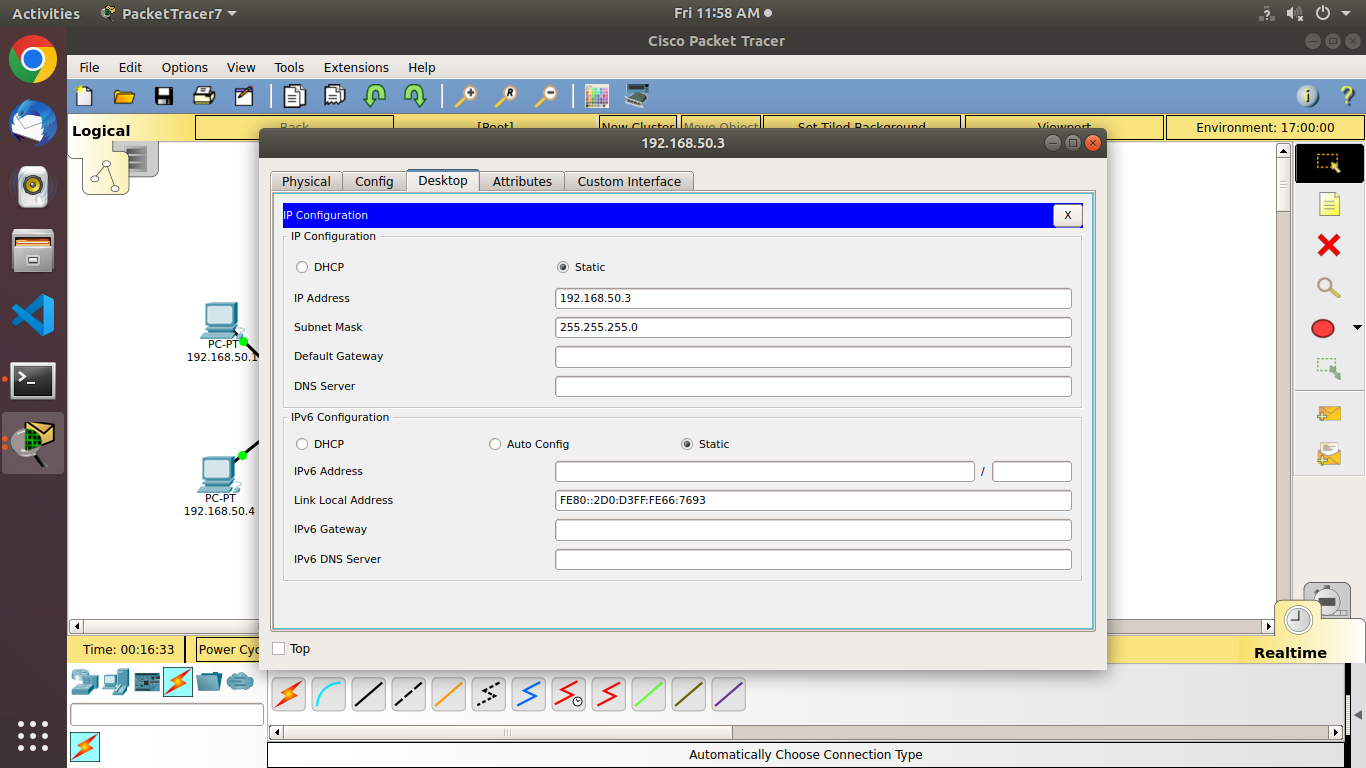 Activities PacketTracer7 Fri 11:58 AM
Cisco Packet Tracer
File Edit Options View Tools Extensions Help
Logical Back [Root] New Cluster Move Object Set Tiled Background Viewport Environment: 17:00:00
192.168.50.3
Physical Config Desktop Attributes Custom Interface
IP Configuration X
IP Configuration
DHCP Static
IP Address 192.168.50.3
Subnet Mask 255.255.255.0
Default Gateway
DNS Server
IPv6 Configuration
DHCP Auto Config Static
IPv6 Address /
Link Local Address FE80::2D0:D3FF:FE66:7693
IPv6 Gateway
IPv6 DNS Server
Top
PC-PT
192.168.50.1
PC-PT
192.168.50.4
Time: 00:16:33 Power Cyc
Realtime
Automatically Choose Connection Type